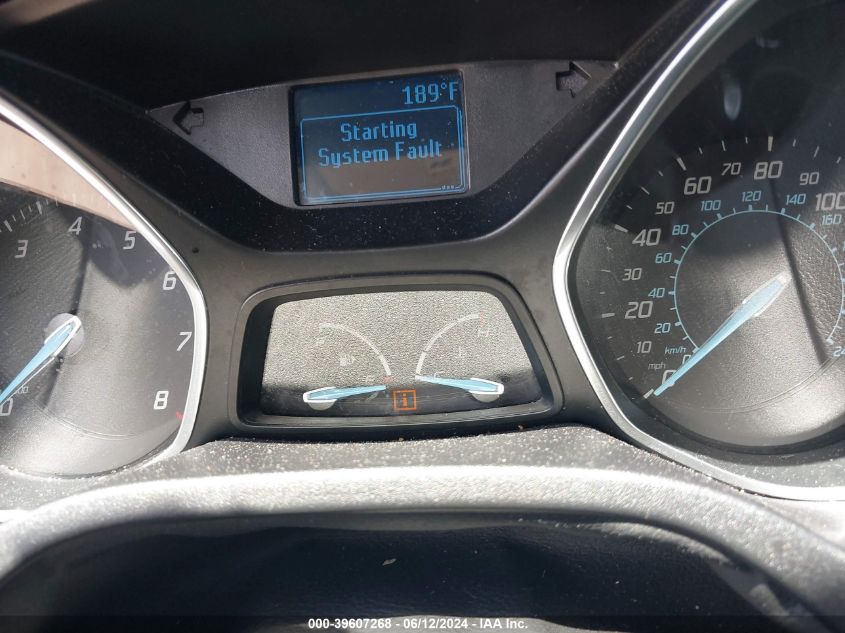 189°F
Starting
System Fault
3 4 5 6 7 8
10 20 30 40 50 60 70 80 90 100
20 40 60 80 100 120 140 160
km/h
mph 0
F H
i
000-39607268 - 06/12/2024 - IAA Inc.